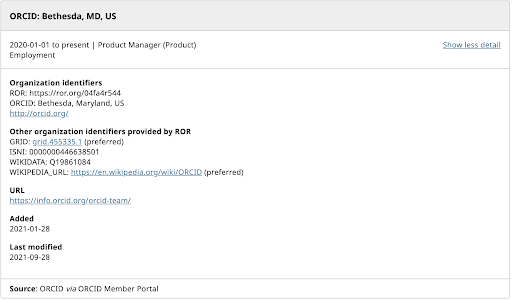 ORCID: Bethesda, MD, US
2020-01-01 to present | Product Manager (Product)
Show less detail
Employment
Organization identifiers
ROR: https://ror.org/04fa4r544
ORCID: Bethesda, Maryland, US
http://orcid.org/
Other organization identifiers provided by ROR
GRID: grid.455335.1 (preferred)
ISNI: 0000000446638501
WIKIDATA: Q19861084
WIKIPEDIA_URL: https://en.wikipedia.org/wiki/ORCID (preferred)
URL
https://info.orcid.org/orcid-team/
Added
2021-01-28
Last modified
2021-09-28
Source: ORCID via ORCID Member Portal